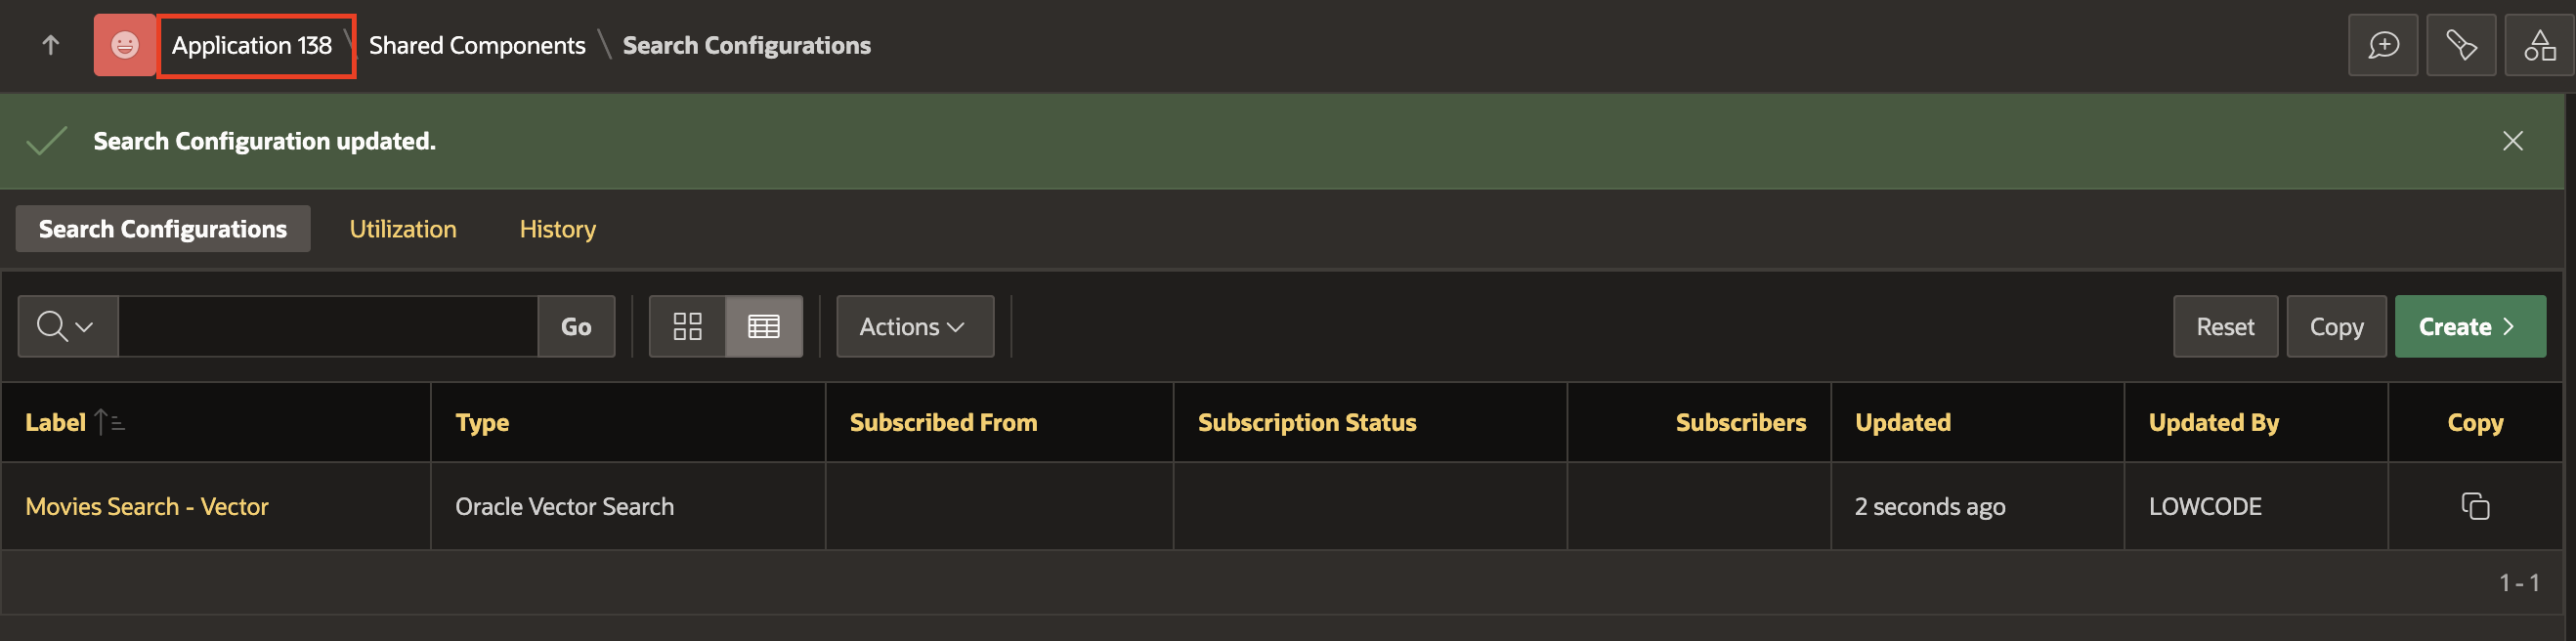 Application 138 \ Shared Components \ Search Configurations
Search Configuration updated.
Search Configurations Utilization History
Go Actions Reset Copy Create
Label Type Subscribed From Subscription Status Subscribers Updated Updated By Copy
Movies Search - Vector Oracle Vector Search 2 seconds ago LOWCODE
1 - 1